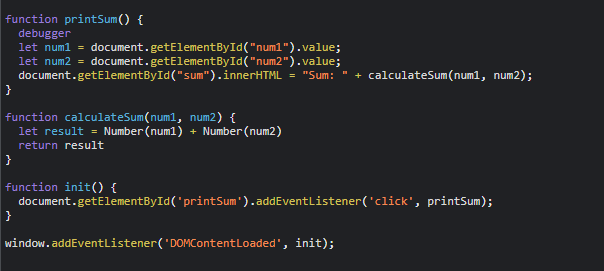 function printSum() {
  debugger
  let num1 = document.getElementById("num1").value;
  let num2 = document.getElementById("num2").value;
  document.getElementById("sum").innerHTML = "Sum: " + calculateSum(num1, num2);
}

function calculateSum(num1, num2) {
  let result = Number(num1) + Number(num2)
  return result
}

function init() {
  document.getElementById('printSum').addEventListener('click', printSum);
}

window.addEventListener('DOMContentLoaded', init);